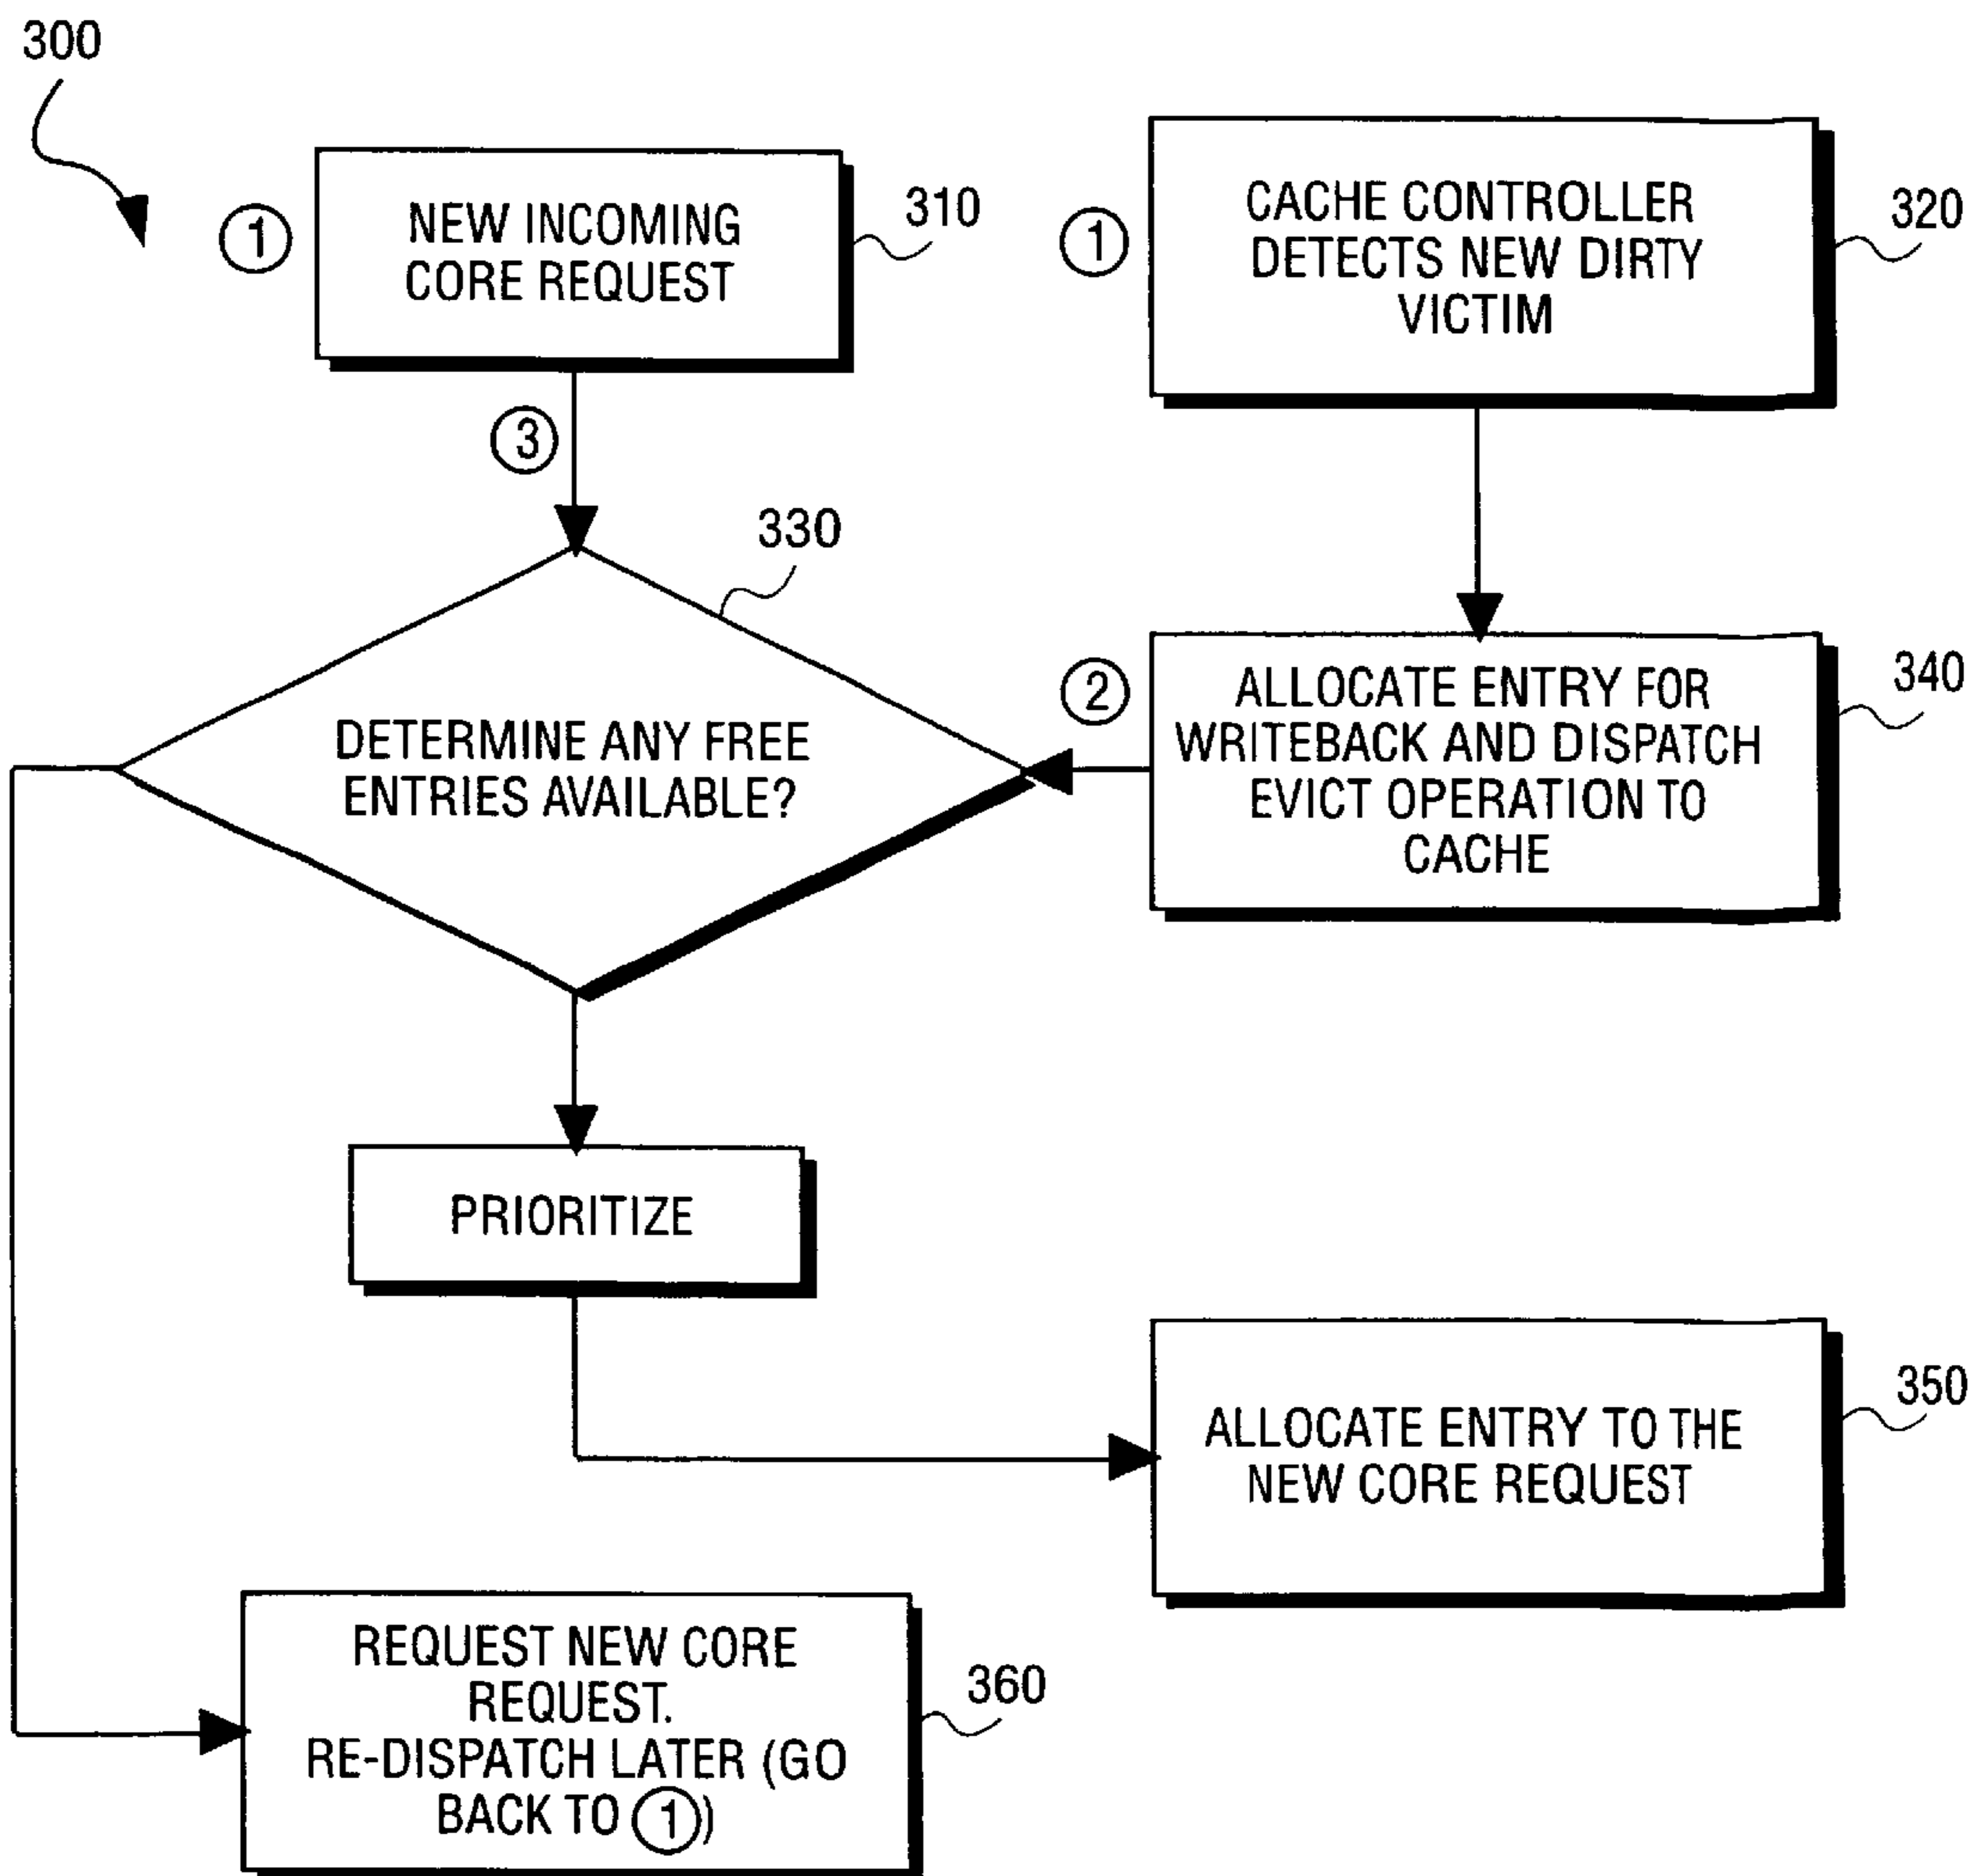 300
①
NEW INCOMING
CORE REQUEST
310
①
CACHE CONTROLLER
DETECTS NEW DIRTY
VICTIM
320
③
330
DETERMINE ANY FREE
ENTRIES AVAILABLE?
②
ALLOCATE ENTRY FOR
WRITEBACK AND DISPATCH
EVICT OPERATION TO
CACHE
340
PRIORITIZE
ALLOCATE ENTRY TO THE
NEW CORE REQUEST
350
REQUEST NEW CORE
REQUEST.
RE-DISPATCH LATER (GO
BACK TO ①)
360